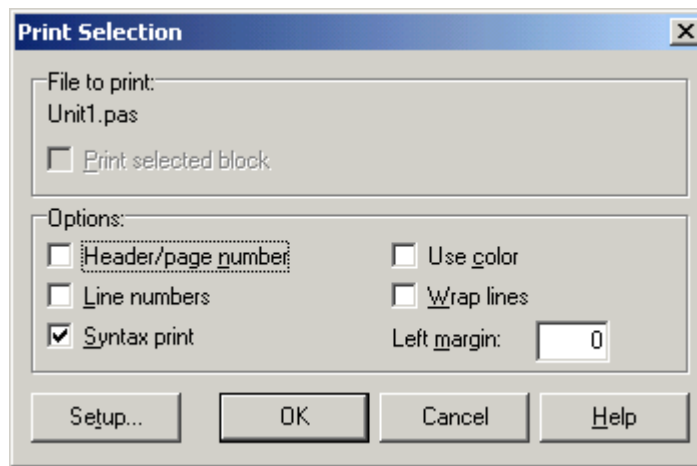 Print Selection
File to print:
Unit1.pas
Print selected block
Options:
Header/page number
Use color
Line numbers
Wrap lines
Syntax print
Left margin: 0
Setup... OK Cancel Help